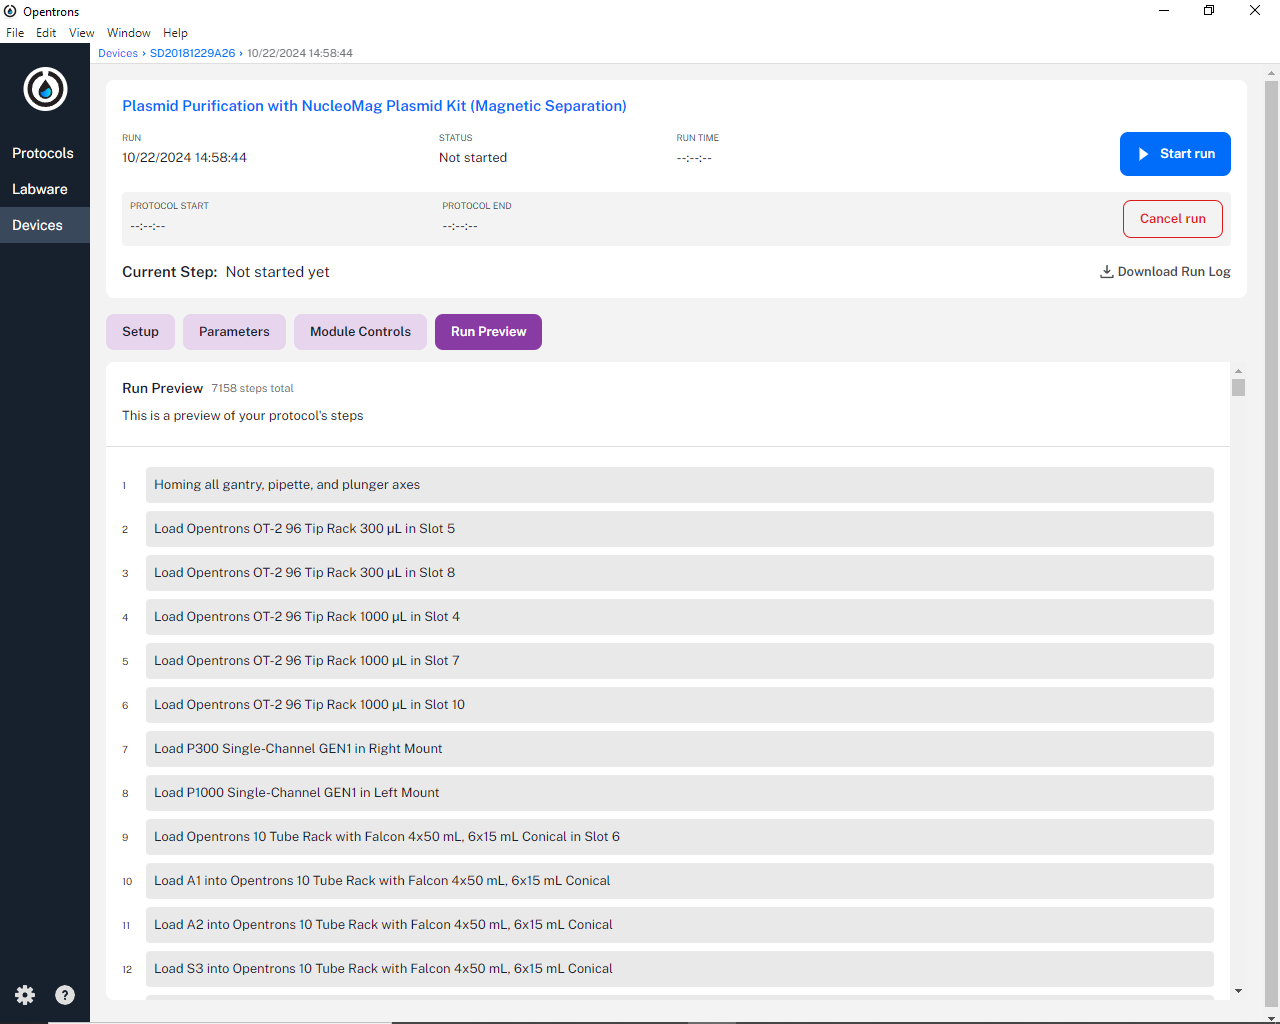 Opentrons
File Edit View Window Help
Devices › SD20181229A26 › 10/22/2024 14:58:44
Protocols
Labware
Devices
Plasmid Purification with NucleoMag Plasmid Kit (Magnetic Separation)
RUN STATUS RUN TIME
10/22/2024 14:58:44 Not started --:--:--
Start run
PROTOCOL START PROTOCOL END
--:--:-- --:--:--
Cancel run
Current Step: Not started yet
Download Run Log
Setup Parameters Module Controls Run Preview
Run Preview 7158 steps total
This is a preview of your protocol's steps
1 Homing all gantry, pipette, and plunger axes
2 Load Opentrons OT-2 96 Tip Rack 300 µL in Slot 5
3 Load Opentrons OT-2 96 Tip Rack 300 µL in Slot 8
4 Load Opentrons OT-2 96 Tip Rack 1000 µL in Slot 4
5 Load Opentrons OT-2 96 Tip Rack 1000 µL in Slot 7
6 Load Opentrons OT-2 96 Tip Rack 1000 µL in Slot 10
7 Load P300 Single-Channel GEN1 in Right Mount
8 Load P1000 Single-Channel GEN1 in Left Mount
9 Load Opentrons 10 Tube Rack with Falcon 4x50 mL, 6x15 mL Conical in Slot 6
10 Load A1 into Opentrons 10 Tube Rack with Falcon 4x50 mL, 6x15 mL Conical
11 Load A2 into Opentrons 10 Tube Rack with Falcon 4x50 mL, 6x15 mL Conical
12 Load S3 into Opentrons 10 Tube Rack with Falcon 4x50 mL, 6x15 mL Conical